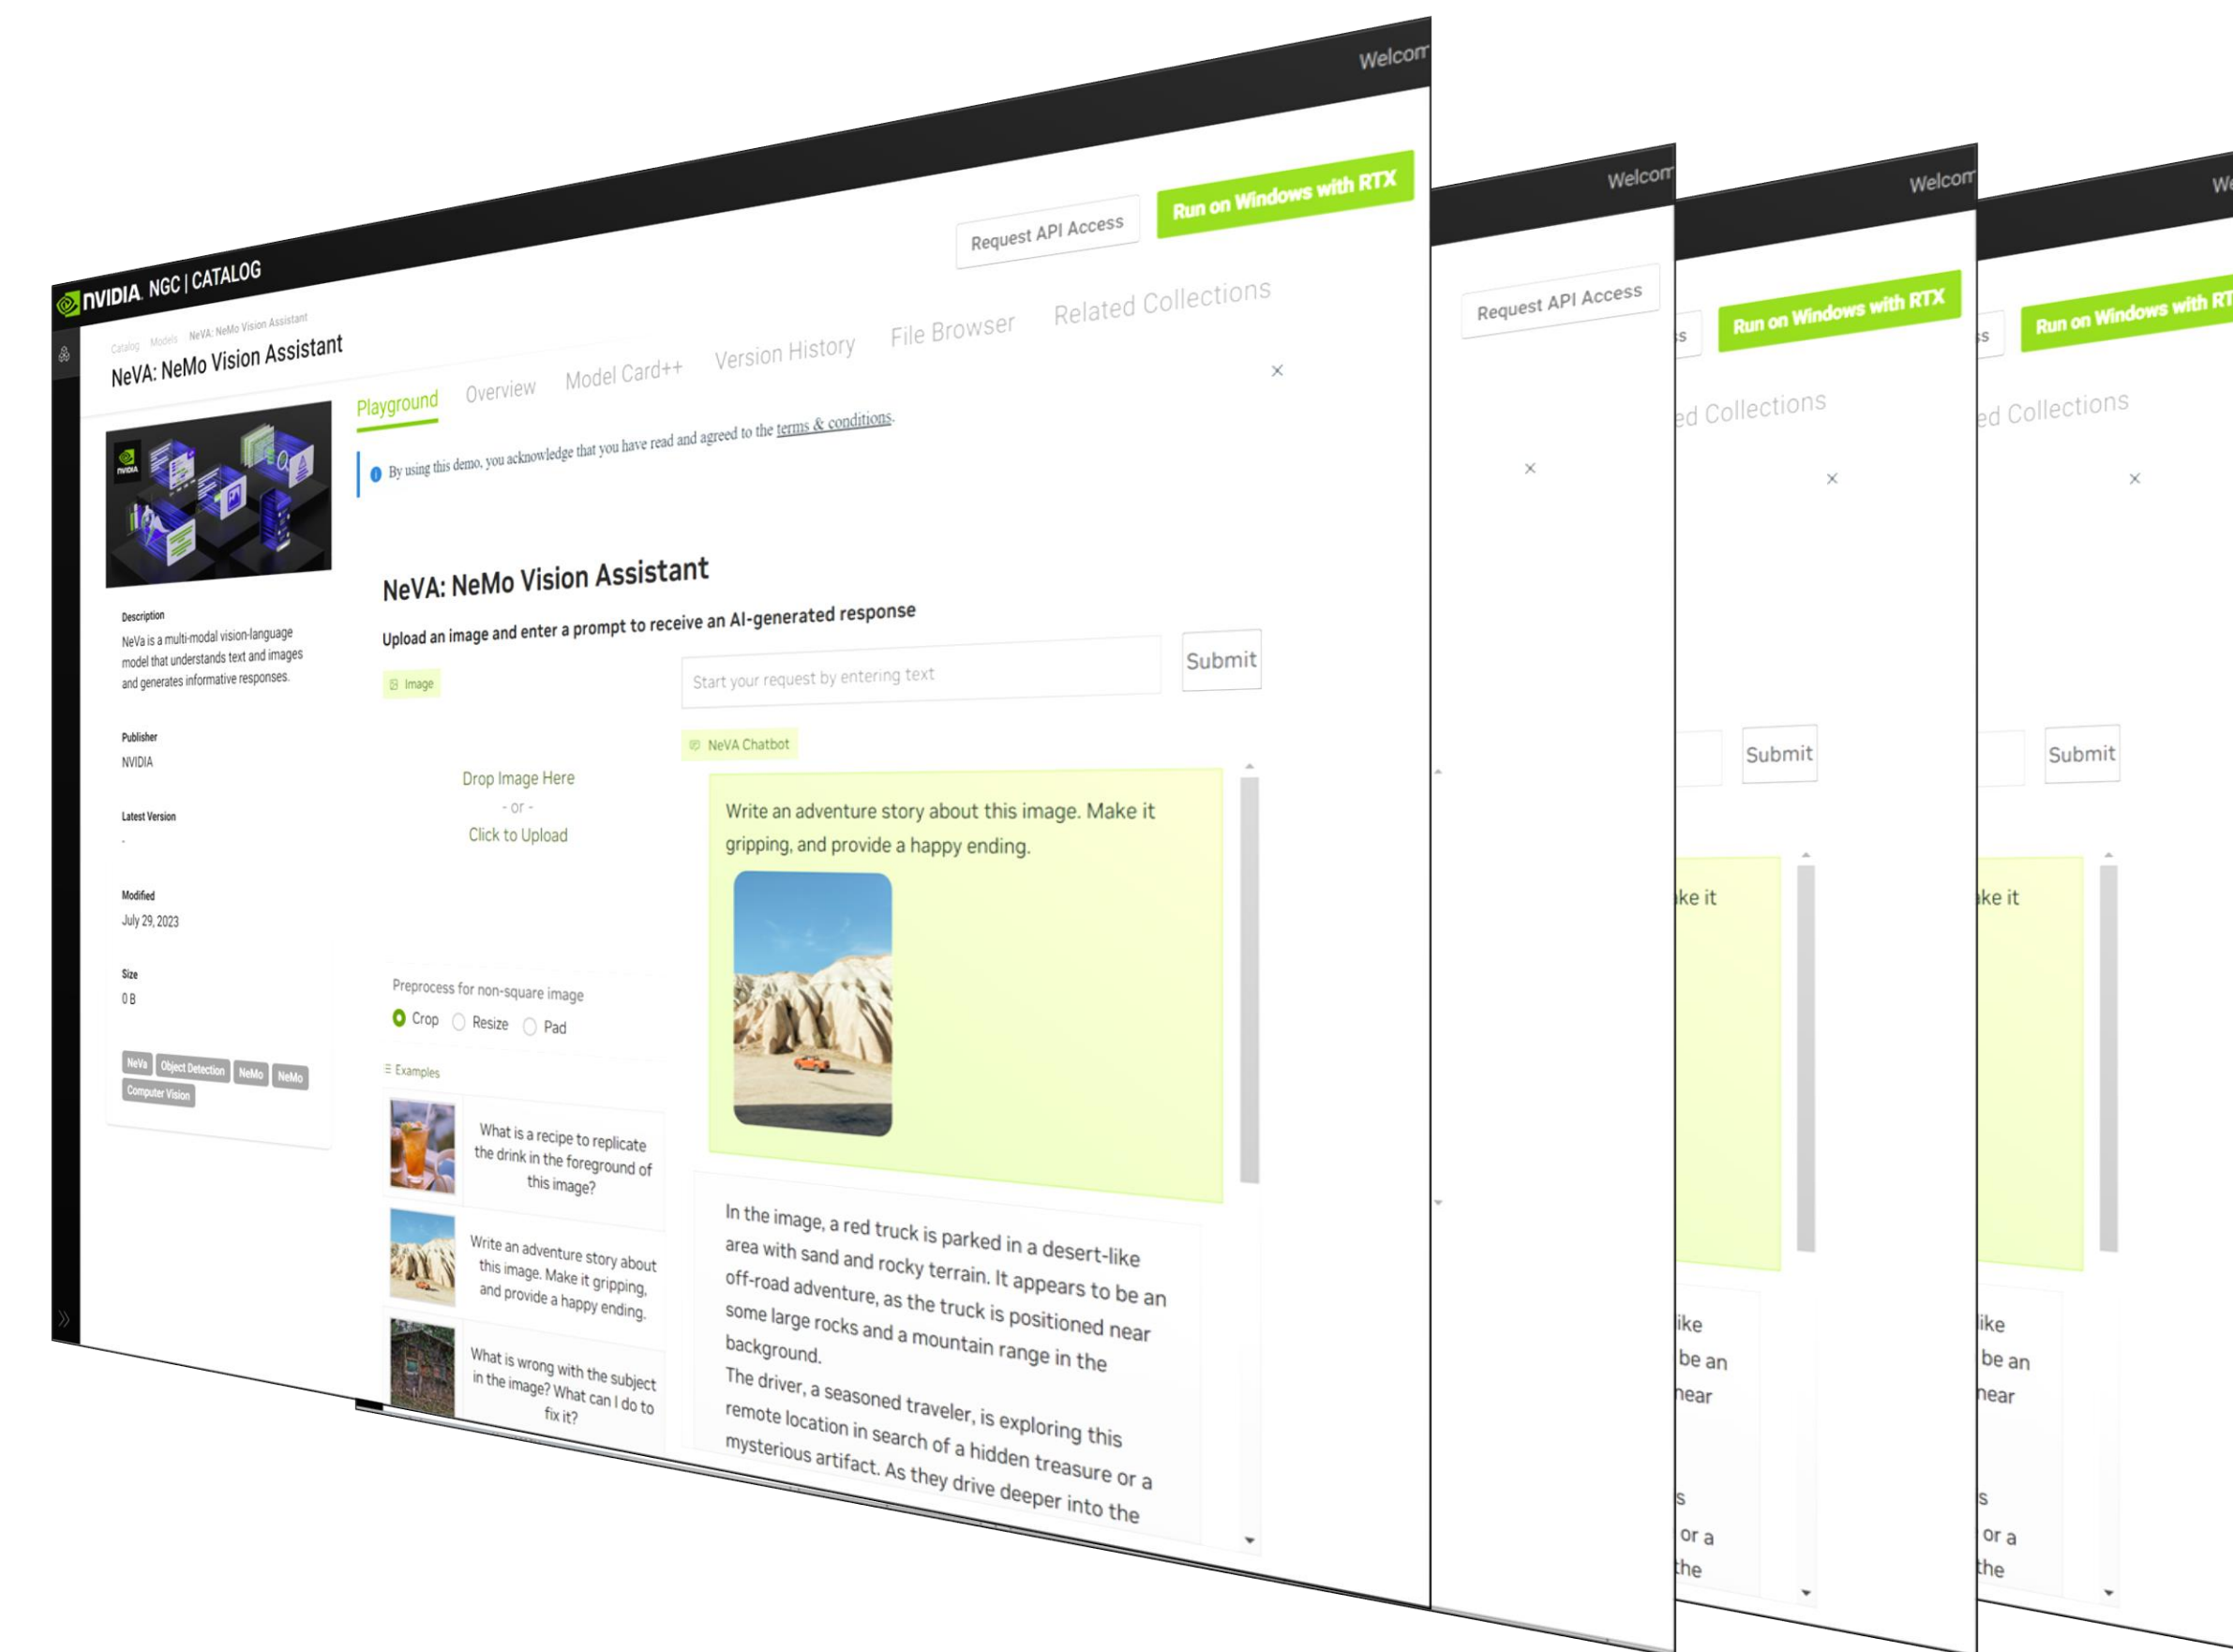 Welcom
NVIDIA. NGC | CATALOG
Catalog Models NeVA: NeMo Vision Assistant
NeVA: NeMo Vision Assistant
Request API Access
Run on Windows with RTX
Playground Overview Model Card++ Version History File Browser Related Collections
By using this demo, you acknowledge that you have read and agreed to the terms & conditions.
NVIDIA
Description
NeVa is a multi-modal vision-language
model that understands text and images
and generates informative responses.
Publisher
NVIDIA
Latest Version
-
Modified
July 29, 2023
Size
0 B
NeVa Object Detection NeMo NeMo
Computer Vision
NeVA: NeMo Vision Assistant
Upload an image and enter a prompt to receive an AI-generated response
Image
Drop Image Here
- or -
Click to Upload
Preprocess for non-square image
Crop Resize Pad
Examples
What is a recipe to replicate
the drink in the foreground of
this image?
Write an adventure story about
this image. Make it gripping,
and provide a happy ending.
What is wrong with the subject
in the image? What can I do to
fix it?
Start your request by entering text
Submit
NeVA Chatbot
Write an adventure story about this image. Make it
gripping, and provide a happy ending.
In the image, a red truck is parked in a desert-like
area with sand and rocky terrain. It appears to be an
off-road adventure, as the truck is positioned near
some large rocks and a mountain range in the
background.
The driver, a seasoned traveler, is exploring this
remote location in search of a hidden treasure or a
mysterious artifact. As they drive deeper into the
Welcom
Request API Access
Welcom
ss
Run on Windows with RTX
ed Collections
Submit
ake it
like
be an
near
s
or a
the
We
ss
Run on Windows with RT
ed Collections
Submit
ake it
like
be an
near
s
or a
the